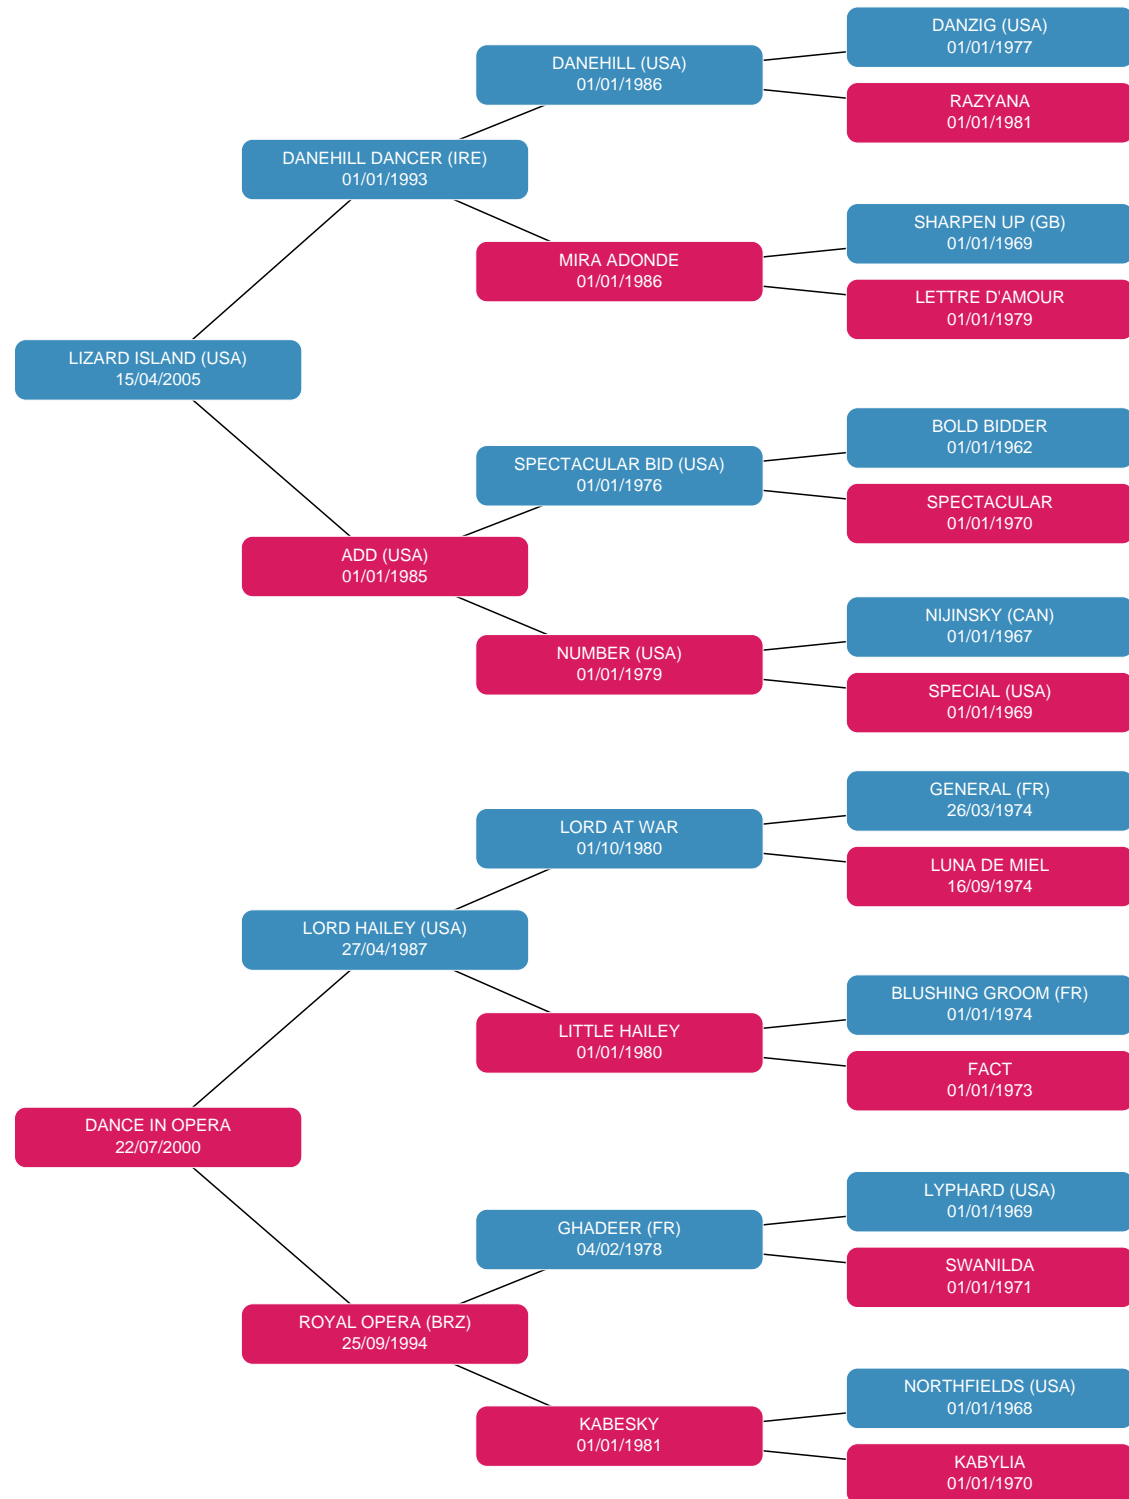 DANZIG (USA)
01/01/1977
DANEHILL (USA)
01/01/1986
RAZYANA
01/01/1981
DANEHILL DANCER (IRE)
01/01/1993
SHARPEN UP (GB)
01/01/1969
MIRA ADONDE
01/01/1986
LETTRE D'AMOUR
01/01/1979
LIZARD ISLAND (USA)
15/04/2005
BOLD BIDDER
01/01/1962
SPECTACULAR BID (USA)
01/01/1976
SPECTACULAR
01/01/1970
ADD (USA)
01/01/1985
NIJINSKY (CAN)
01/01/1967
NUMBER (USA)
01/01/1979
SPECIAL (USA)
01/01/1969
GENERAL (FR)
26/03/1974
LORD AT WAR
01/10/1980
LUNA DE MIEL
16/09/1974
LORD HAILEY (USA)
27/04/1987
BLUSHING GROOM (FR)
01/01/1974
LITTLE HAILEY
01/01/1980
FACT
01/01/1973
DANCE IN OPERA
22/07/2000
LYPHARD (USA)
01/01/1969
GHADEER (FR)
04/02/1978
SWANILDA
01/01/1971
ROYAL OPERA (BRZ)
25/09/1994
NORTHFIELDS (USA)
01/01/1968
KABESKY
01/01/1981
KABYLIA
01/01/1970